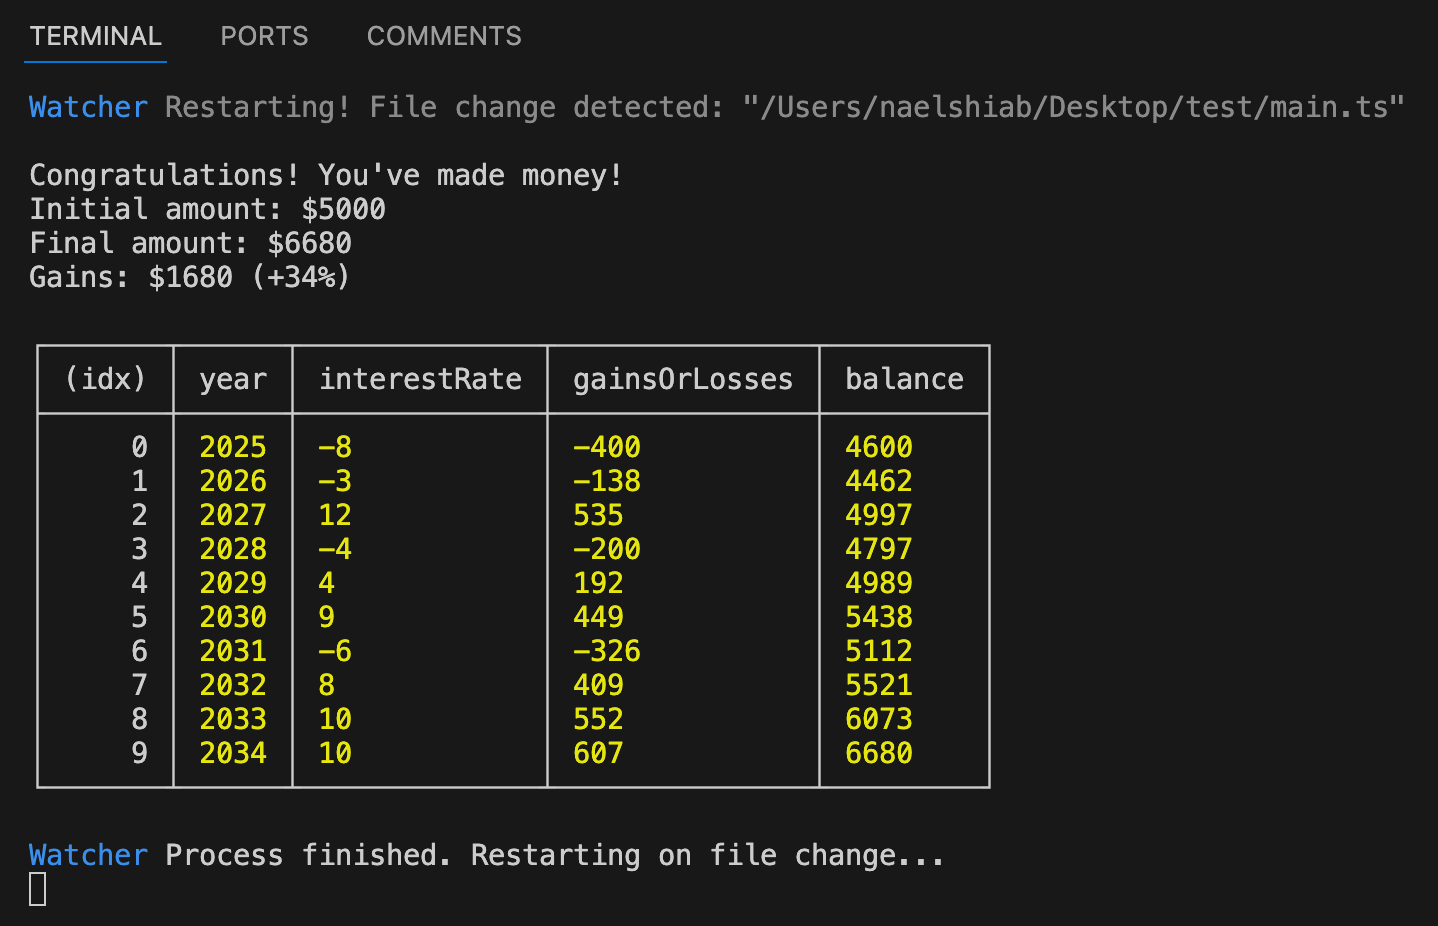 TERMINAL PORTS COMMENTS
Watcher Restarting! File change detected: "/Users/naelshiab/Desktop/test/main.ts"
Congratulations! You've made money!
Initial amount: $5000
Final amount: $6680
Gains: $1680 (+34%)
(idx) year interestRate gainsOrLosses balance
0 2025 -8 -400 4600
1 2026 -3 -138 4462
2 2027 12 535 4997
3 2028 -4 -200 4797
4 2029 4 192 4989
5 2030 9 449 5438
6 2031 -6 -326 5112
7 2032 8 409 5521
8 2033 10 552 6073
9 2034 10 607 6680
Watcher Process finished. Restarting on file change...